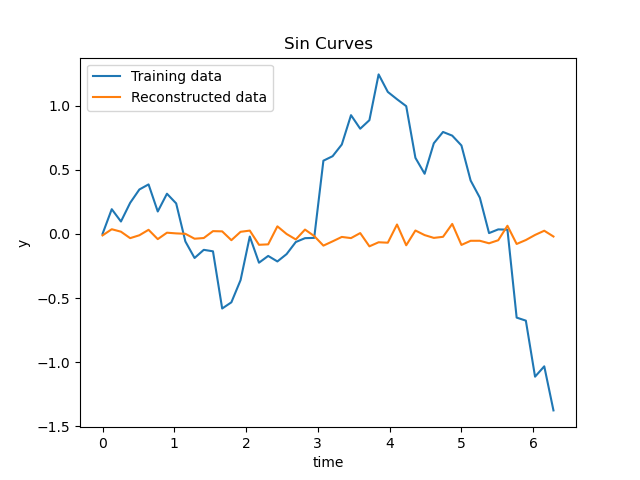 Sin Curves
Training data
Reconstructed data
1.0
0.5
0.0
−0.5
−1.0
−1.5
y
0 1 2 3 4 5 6
time